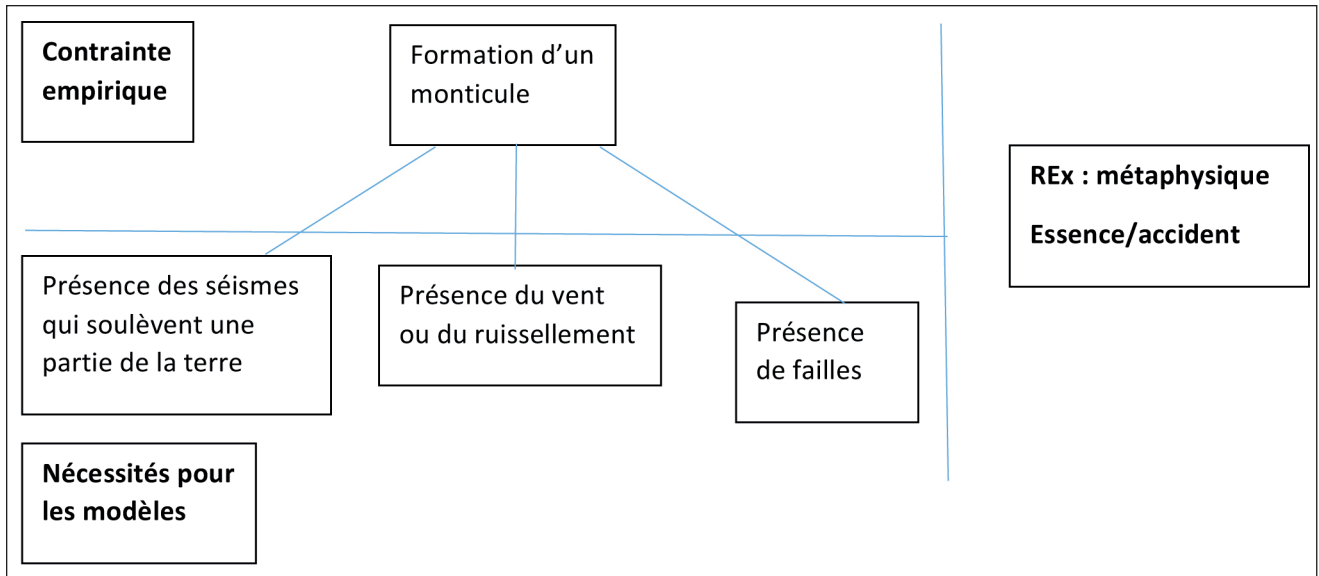 Contrainte
empirique
Formation d’un
monticule
REx : métaphysique
Essence/accident
Présence des séismes
qui soulèvent une
partie de la terre
Présence du vent
ou du ruissellement
Présence
de failles
Nécessités pour
les modèles